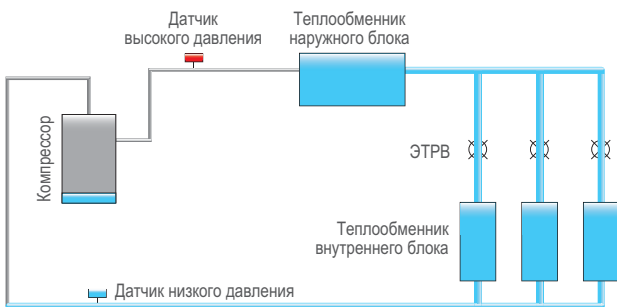 Датчик
высокого давления
Теплообменник
наружного блока
Компрессор
ЭТРВ
Теплообменник
внутреннего блока
Датчик низкого давления